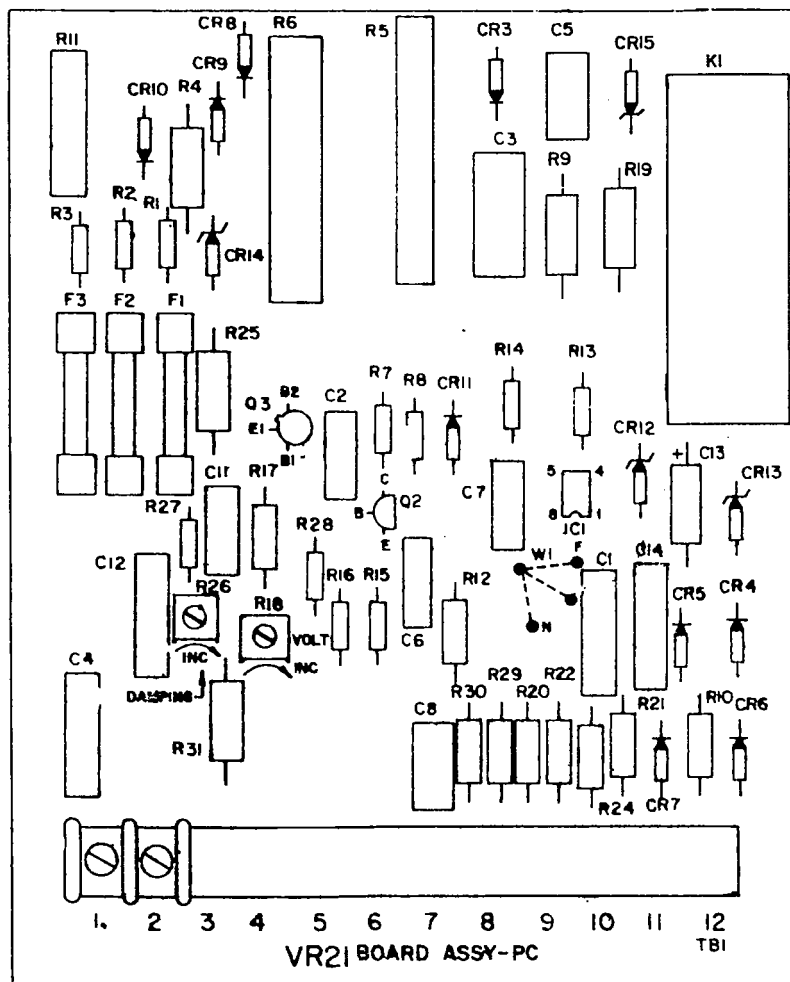 CR8
R6
R5
CR3
C5
CR15
R11
CR9
K1
CR10
R4
C3
R9
R19
R3
R2
R1
CR14
F3
F2
F1
R25
R14
R13
Q3
B2
E1
B1
C2
R7
R8
CR11
CR12
C13
+
CR13
C11
R17
C
Q2
B
E
C7
5
4
8
1
IC1
R27
R28
W1
F
C12
R26
R16
R15
R12
C1
C14
CR5
CR4
R18
VOLT
INC
INC
N
C6
C4
DAMPING
R31
C8
R30
R29
R20
R22
R21
R10
CR6
R24
CR7
1. 2 3 4 5 6 7 8 9 10 11 12
TB1
VR21 BOARD ASSY-PC